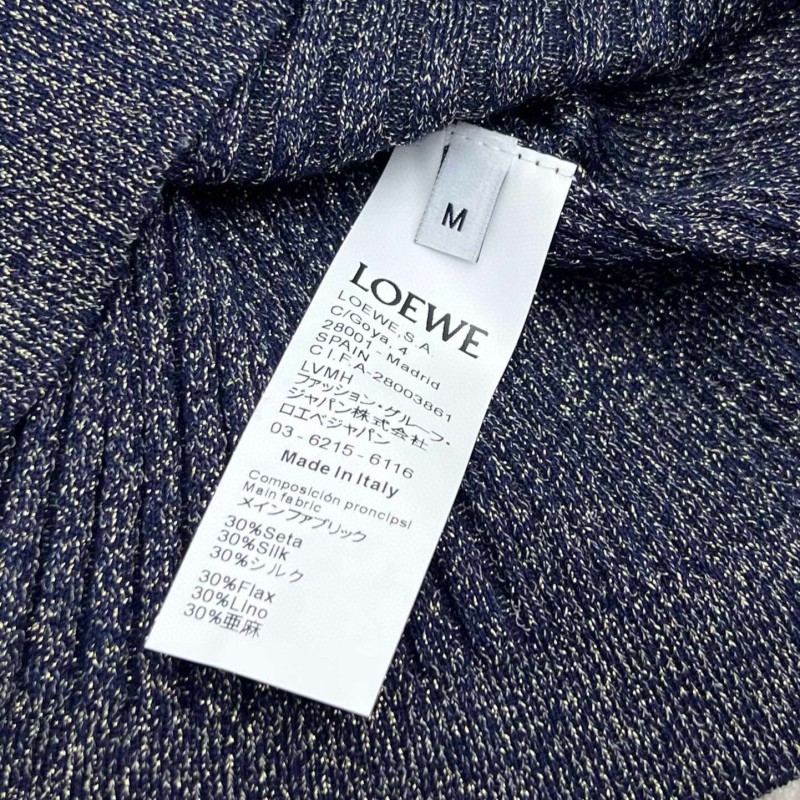 M
LOEWE
LOEWE,S.A.
C/Goya, 4
28001 - Madrid
SPAIN
C.I.F.A-28003861
LVMH
ファッション・グループ・
ジャパン株式会社
ロエベジャパン
03-6215-6116
Made In Italy
Composición proncipsl
Main fabric
メインファブリック
30%Seta
30%Silk
30%シルク
30%Flax
30%Lino
30%亜麻